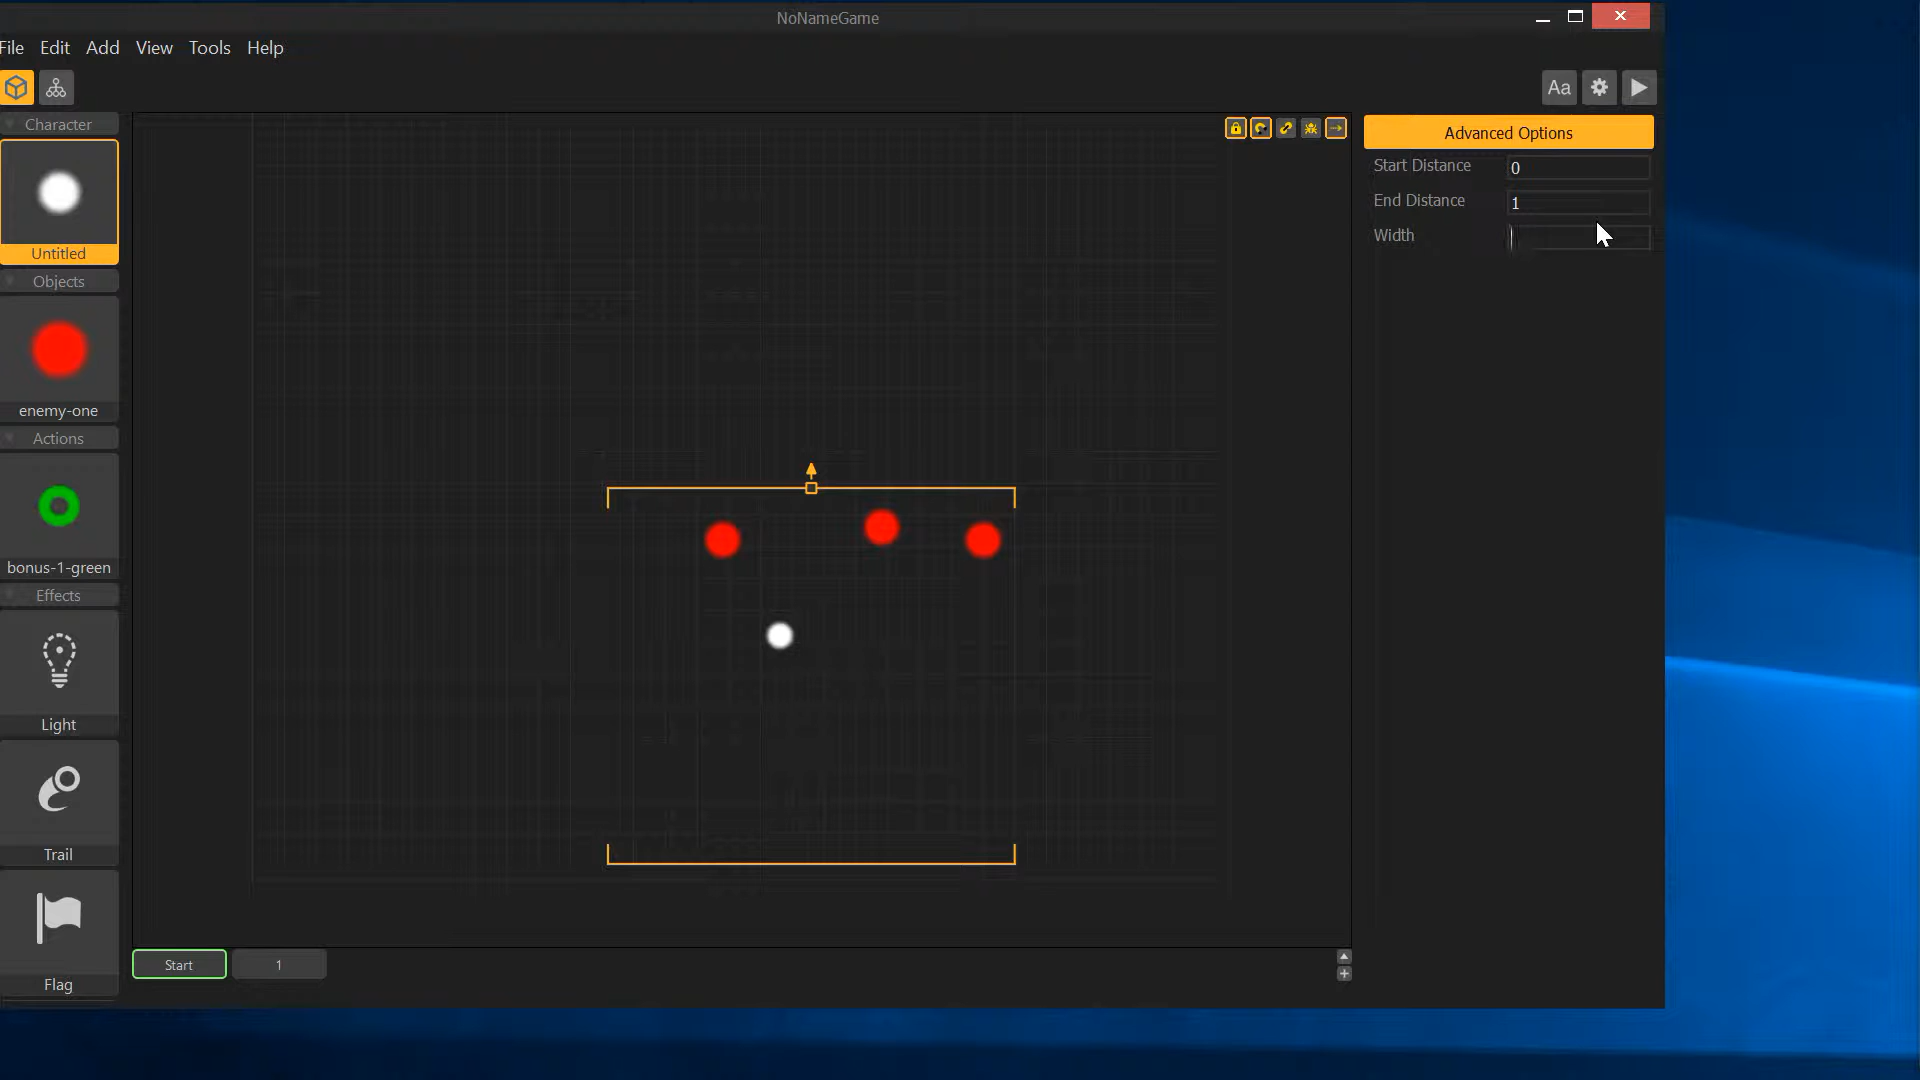 NoNameGame
File Edit Add View Tools Help
Aa
Character
Untitled
Objects
enemy-one
Actions
bonus-1-green
Effects
Light
Trail
Flag
Advanced Options
Start Distance 0
End Distance 1
Width
Start 1